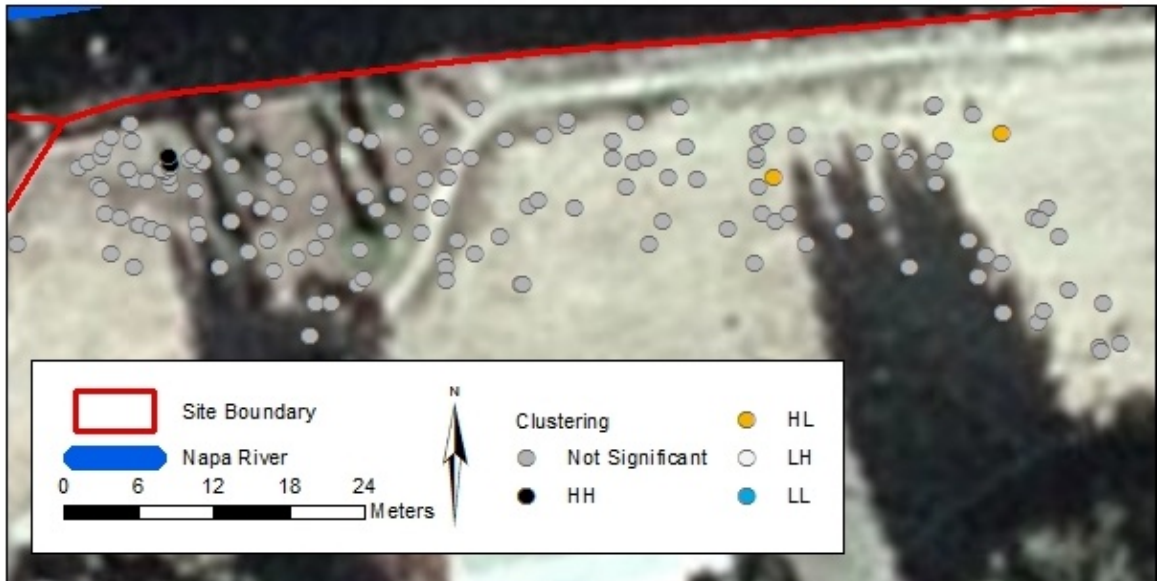 Site Boundary
Napa River
0 6 12 18 24
Meters
N
Clustering
Not Significant
HH
HL
LH
LL